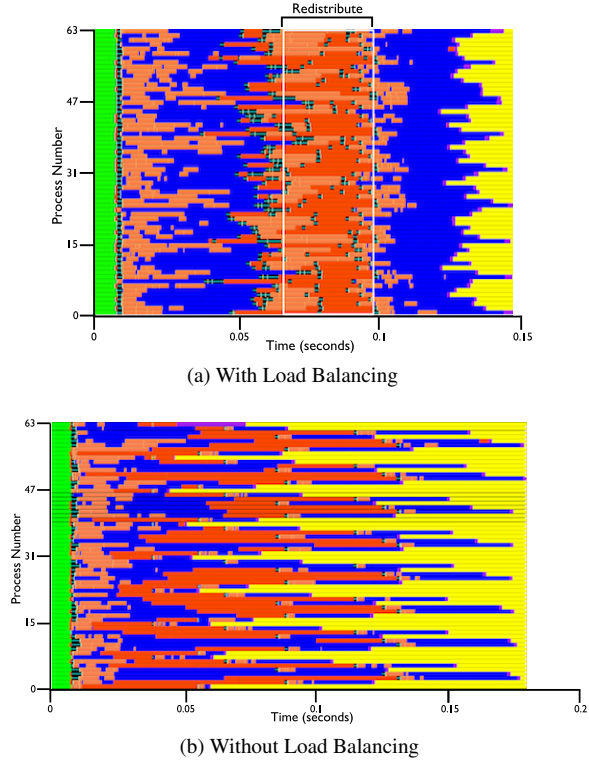 Redistribute
63
47
31
15
0
Process Number
0
0.05
0.1
0.15
Time (seconds)
(a) With Load Balancing
63
47
31
15
0
Process Number
0
0.05
0.1
0.15
0.2
Time (seconds)
(b) Without Load Balancing